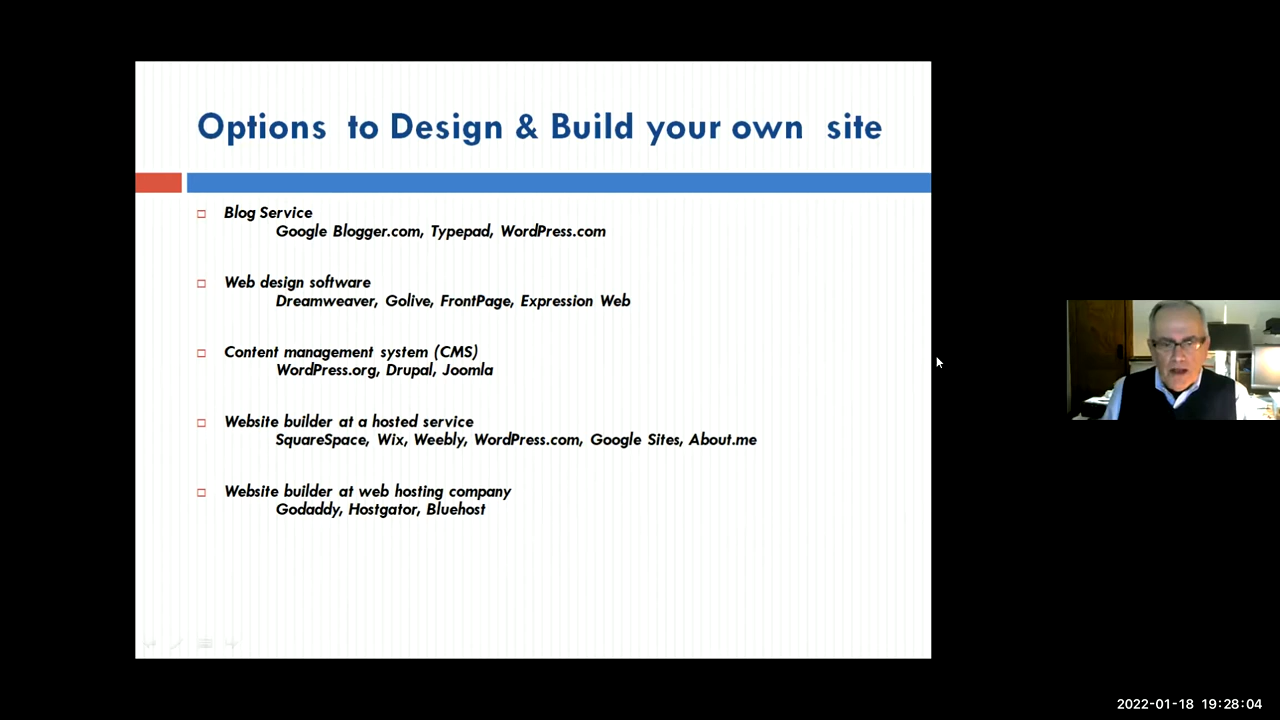 Options to Design & Build your own site
Blog Service
Google Blogger.com, Typepad, WordPress.com
Web design software
Dreamweaver, Golive, FrontPage, Expression Web
Content management system (CMS)
WordPress.org, Drupal, Joomla
Website builder at a hosted service
SquareSpace, Wix, Weebly, WordPress.com, Google Sites, About.me
Website builder at web hosting company
Godaddy, Hostgator, Bluehost
2022-01-18 19:28:04